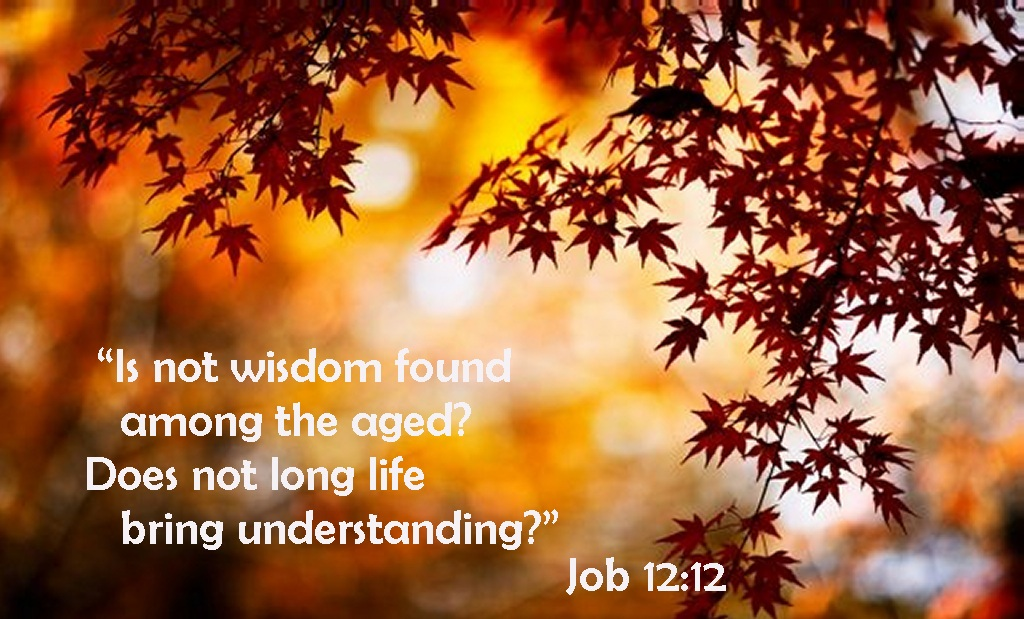 “Is not wisdom found
among the aged?
Does not long life
bring understanding?”
Job 12:12